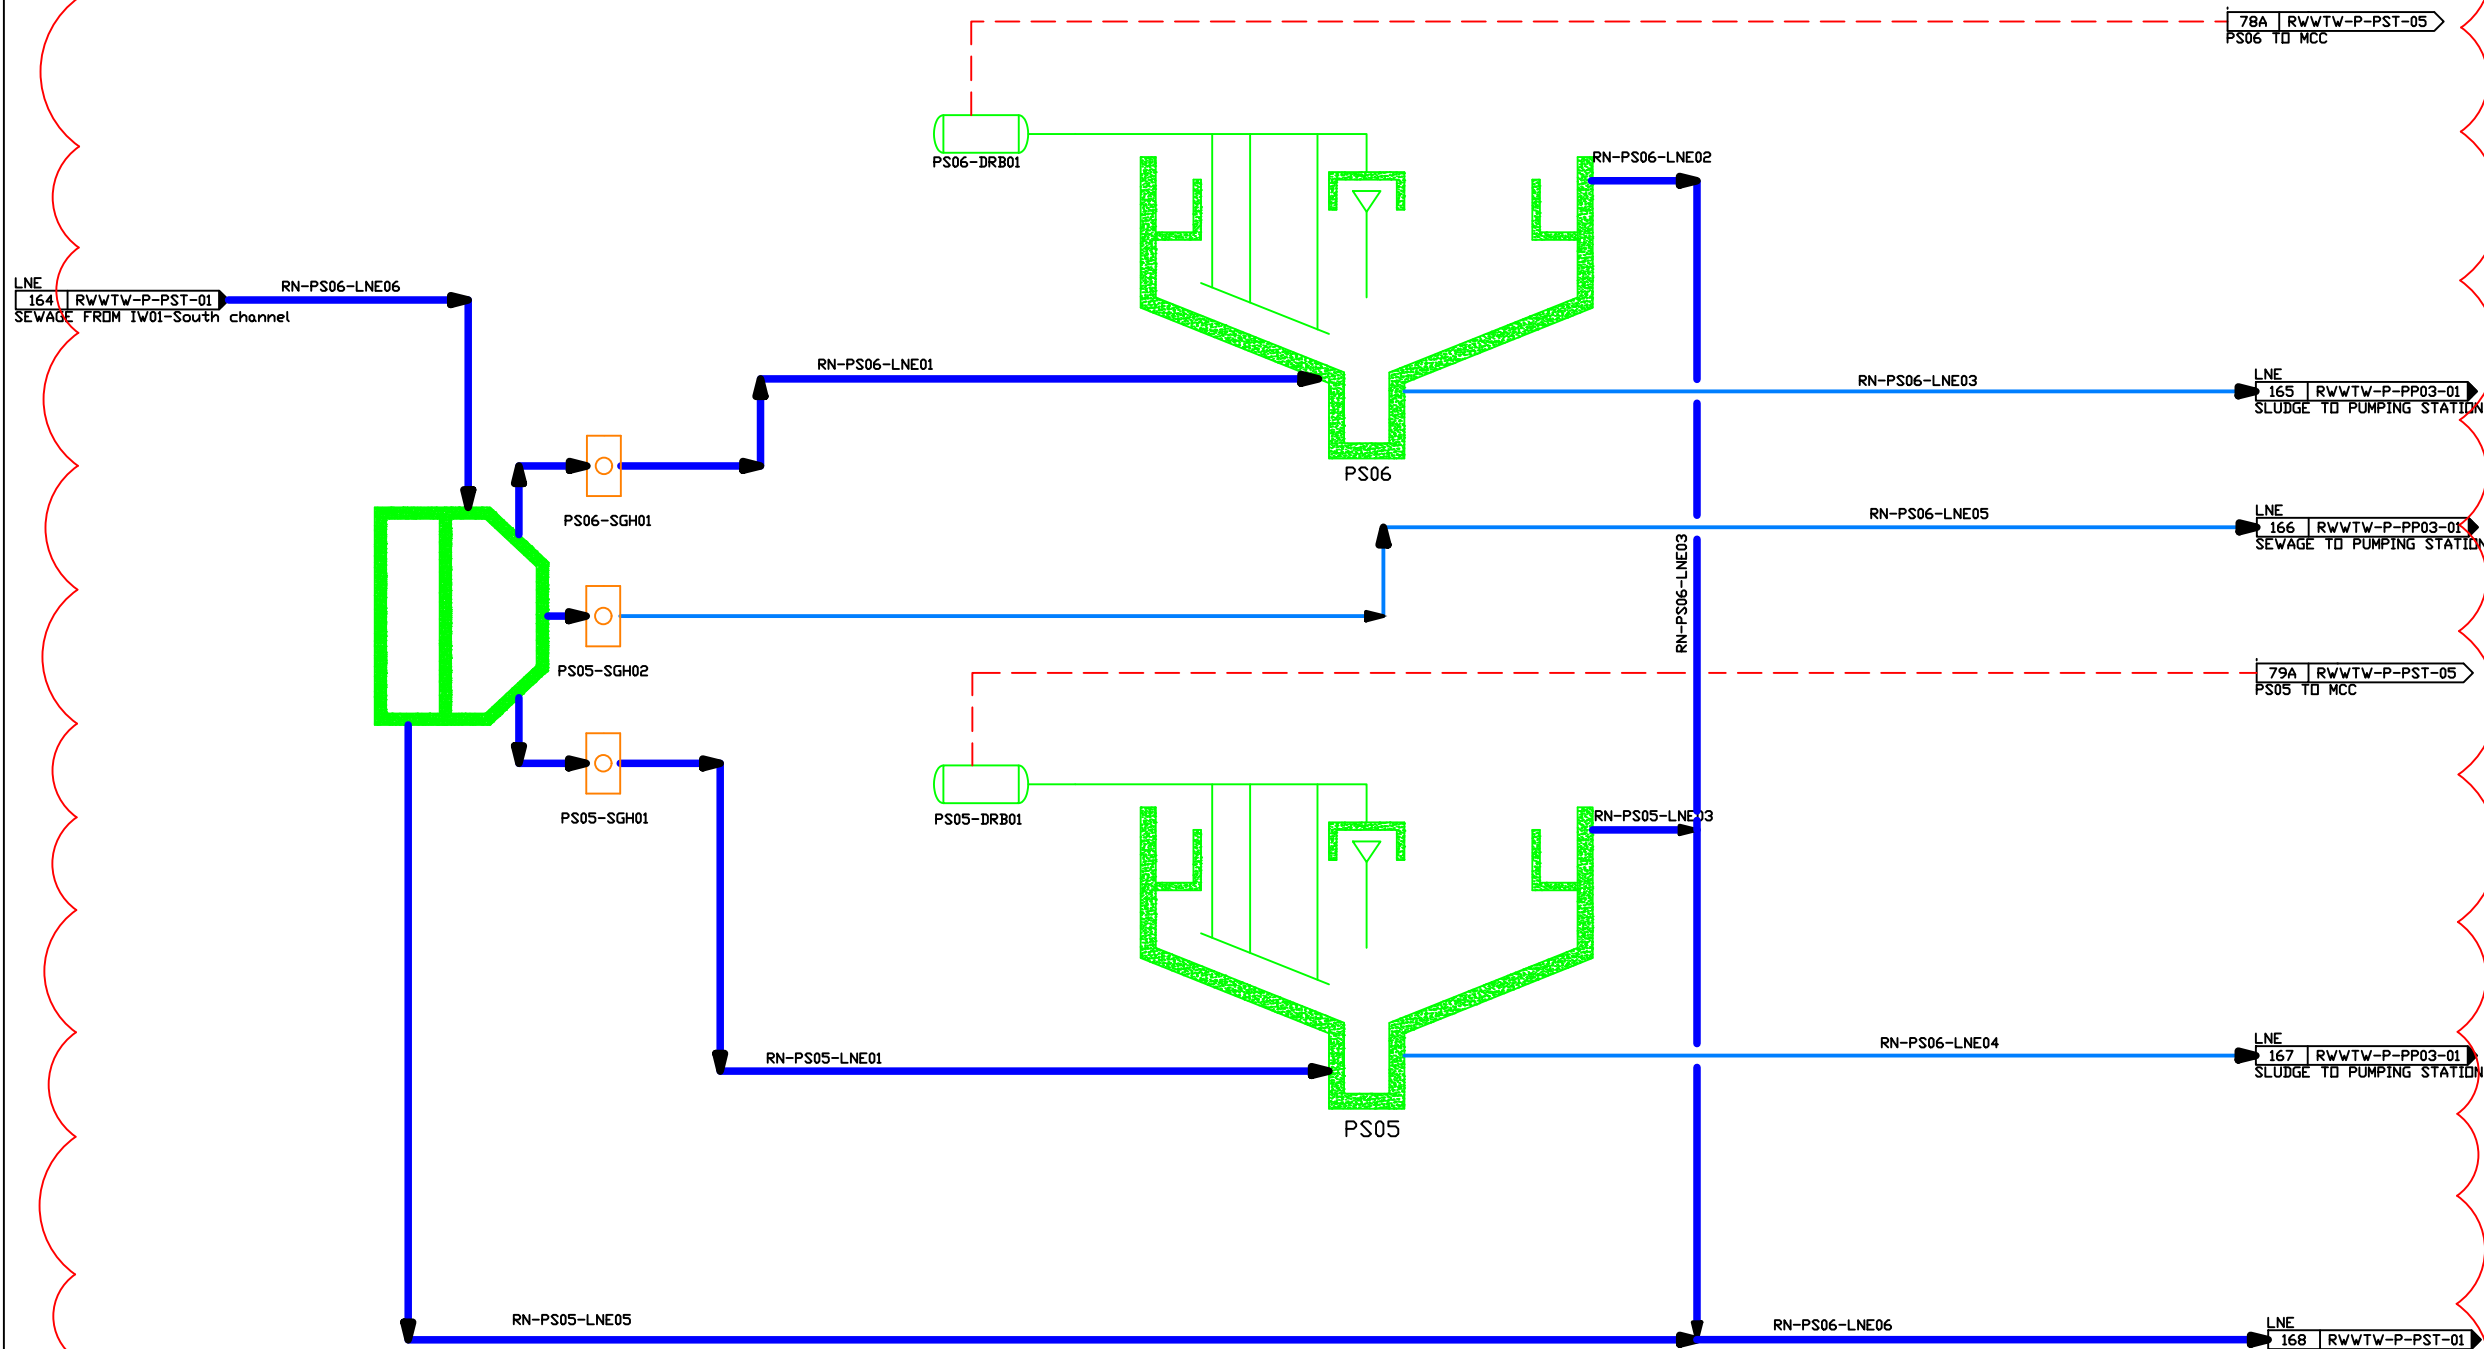 78A RWWTW-P-PST-05
PS06 TO MCC
PS06-DRB01
RN-PS06-LNE02
LNE
164 RWWTW-P-PST-01
SEWAGE FROM IW01-South channel
RN-PS06-LNE06
RN-PS06-LNE01
RN-PS06-LNE03
LNE
165 RWWTW-P-PP03-01
SLUDGE TO PUMPING STATION
PS06
PS06-SGH01
RN-PS06-LNE05
LNE
166 RWWTW-P-PP03-01
SEWAGE TO PUMPING STATION
RN-PS06-LNE03
PS05-SGH02
79A RWWTW-P-PST-05
PS05 TO MCC
PS05-SGH01
PS05-DRB01
RN-PS05-LNE03
RN-PS05-LNE01
RN-PS06-LNE04
LNE
167 RWWTW-P-PP03-01
SLUDGE TO PUMPING STATION
PS05
RN-PS05-LNE05
RN-PS06-LNE06
LNE
168 RWWTW-P-PST-01